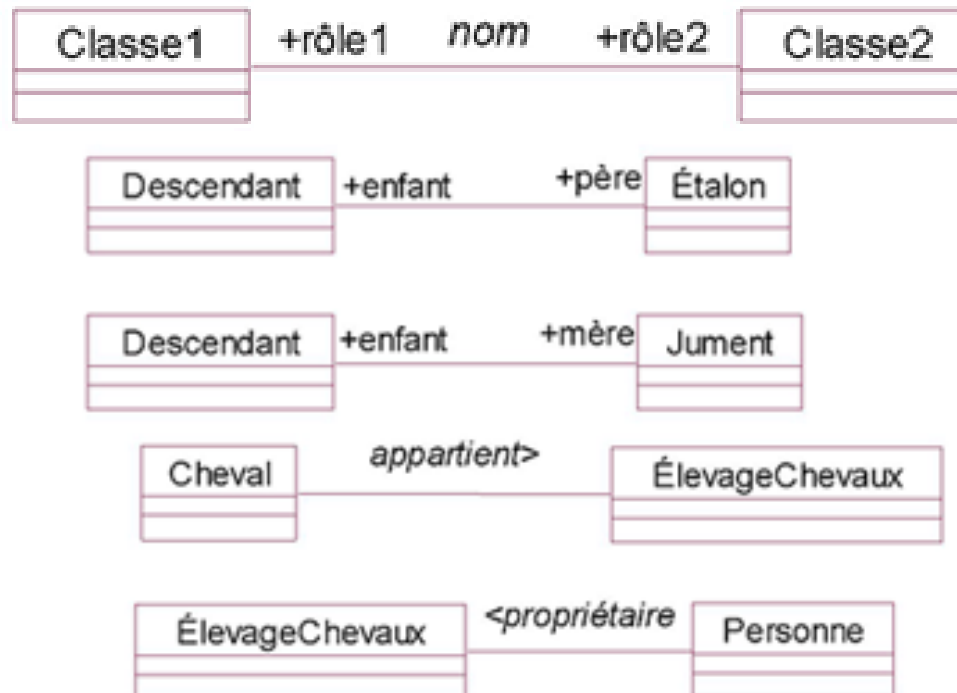 Classe1 +rôle1 nom +rôle2 Classe2
Descendant +enfant +père Étalon
Descendant +enfant +mère Jument
Cheval appartient> ÉlevageChevaux
ÉlevageChevaux <propriétaire Personne